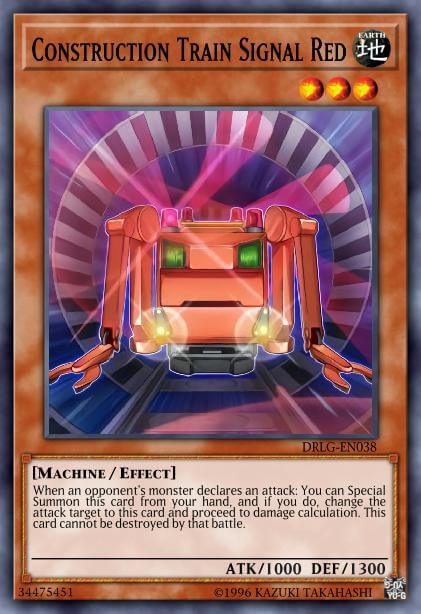 Construction Train Signal Red
EARTH
地
DRLG-EN038
[Machine / Effect]
When an opponent's monster declares an attack: You can Special
Summon this card from your hand, and if you do, change the
attack target to this card and proceed to damage calculation. This
card cannot be destroyed by that battle.
ATK/1000 DEF/1300
34475451
©1996 KAZUKI TAKAHASHI